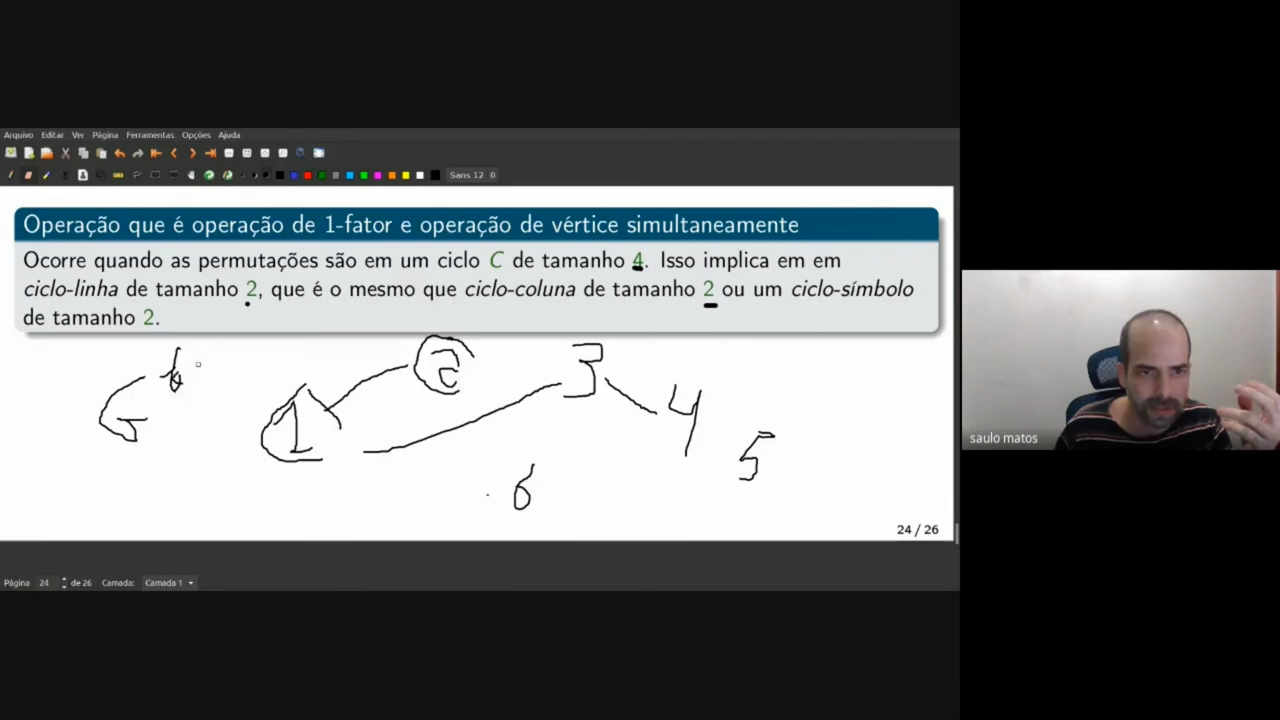 Arquivo Editar Ver Página Ferramentas Opções Ajuda
Sans 12
Operação que é operação de 1-fator e operação de vértice simultaneamente
Ocorre quando as permutações são em um ciclo C de tamanho 4. Isso implica em em
ciclo-linha de tamanho 2, que é o mesmo que ciclo-coluna de tamanho 2 ou um ciclo-símbolo
de tamanho 2.
6 2 3
5 1 4 5
6
24 / 26
Página 24 de 26 Camada: Camada 1
saulo matos